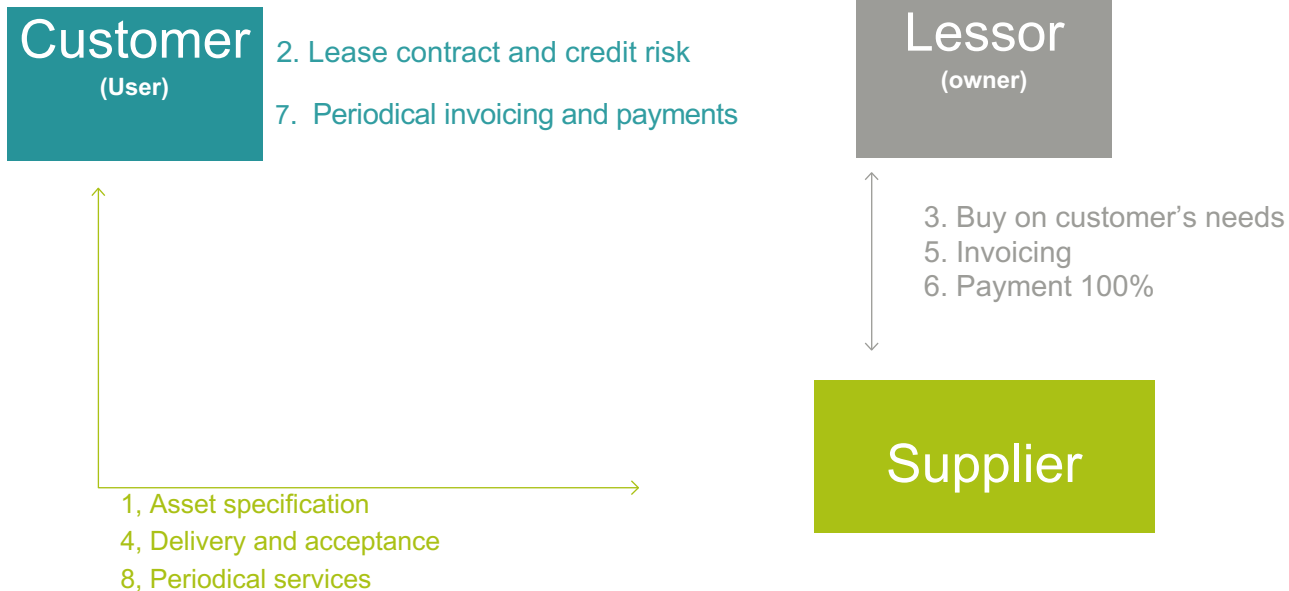 Customer
(User)
2. Lease contract and credit risk
7. Periodical invoicing and payments
Lessor
(owner)
3. Buy on customer’s needs
5. Invoicing
6. Payment 100%
Supplier
1, Asset specification
4, Delivery and acceptance
8, Periodical services